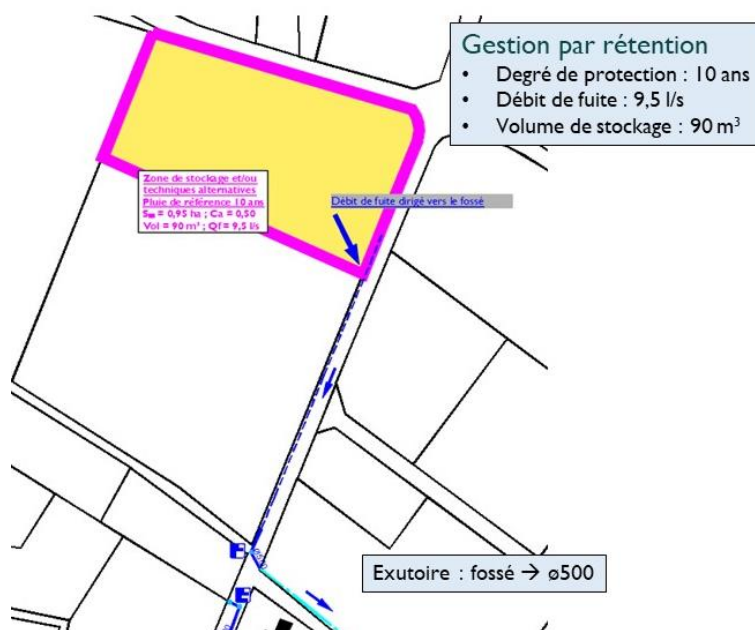 Gestion par rétention
• Degré de protection : 10 ans
• Débit de fuite : 9,5 l/s
• Volume de stockage : 90 m³
Zone de stockage et/ou
techniques alternatives
Pluie de référence 10 ans
= 0,95 ha ; Ca = 0,50
Vol = 90 m³ ; Qf = 9,5 l/s
Débit de fuite dirigé vers le fossé
Exutoire : fossé → ø500